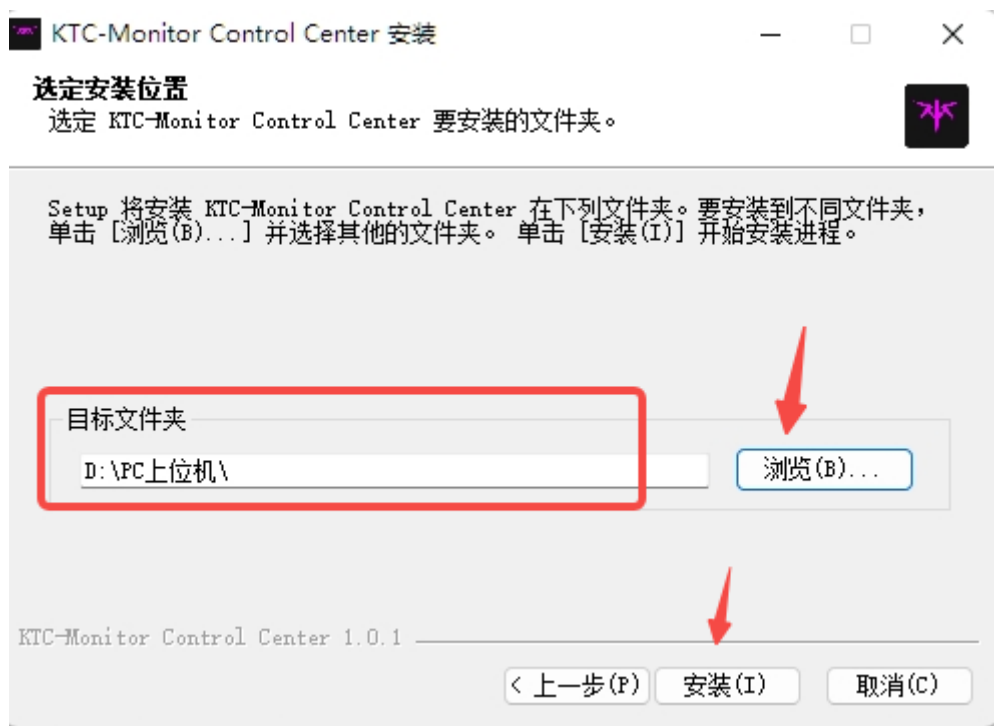 KTC-Monitor Control Center 安装
选定安装位置
选定 KTC-Monitor Control Center 要安装的文件夹。
Setup 将安装 KTC-Monitor Control Center 在下列文件夹。要安装到不同文件夹，
单击 [浏览(B)...] 并选择其他的文件夹。 单击 [安装(I)] 开始安装进程。
目标文件夹
D:\PC上位机\
浏览(B)...
KTC-Monitor Control Center 1.0.1
< 上一步(P)
安装(I)
取消(C)